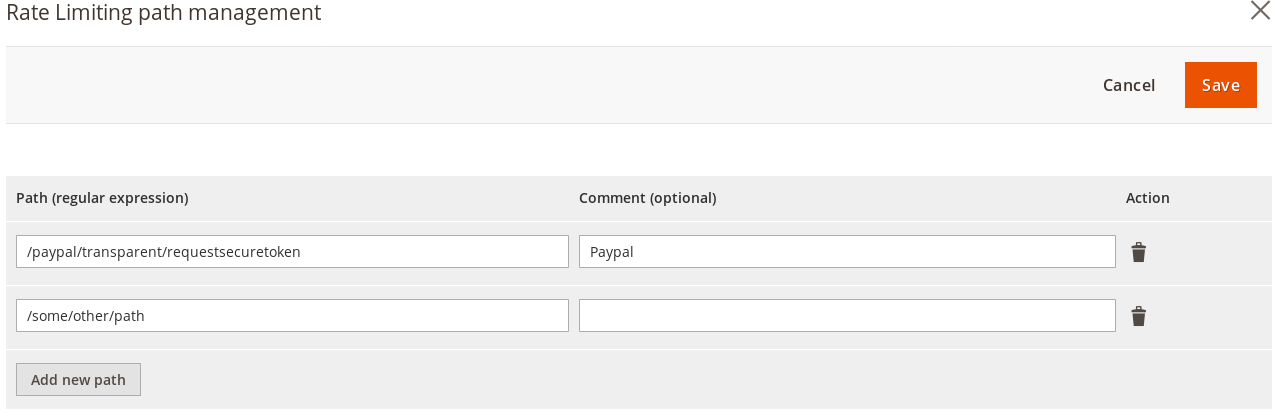 Rate Limiting path management
Cancel Save
Path (regular expression) Comment (optional) Action
/paypal/transparent/requestsecuretoken Paypal
/some/other/path
Add new path